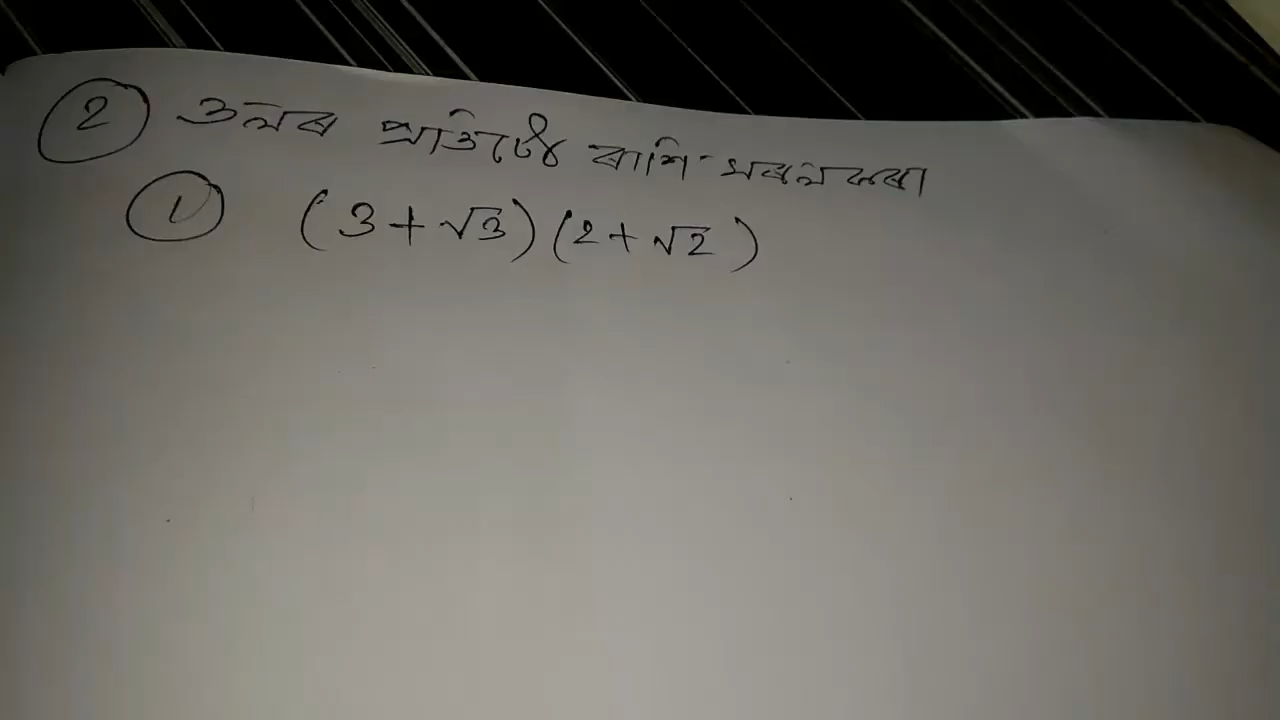 ② তলৰ প্ৰতিটো ৰাশি সৰল কৰা
① (3+√3)(2+√2)